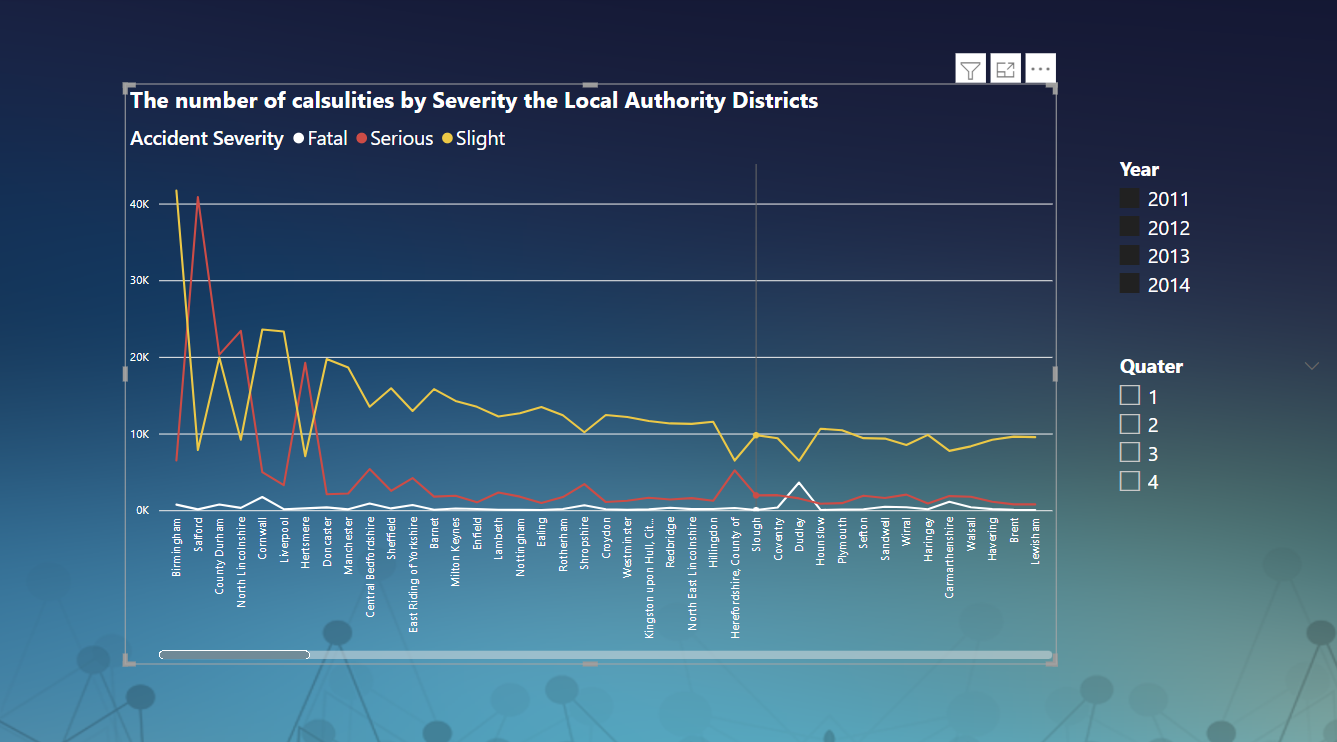 The number of calsulities by Severity the Local Authority Districts
Accident Severity Fatal Serious Slight
40K
30K
20K
10K
0K
Birmingham
Salford
County Durham
North Lincolnshire
Cornwall
Liverpool
Hertsmere
Doncaster
Manchester
Central Bedfordshire
Sheffield
East Riding of Yorkshire
Barnet
Milton Keynes
Enfield
Lambeth
Nottingham
Ealing
Rotherham
Shropshire
Croydon
Westminster
Kingston upon Hull, Cit...
Redbridge
North East Lincolnshire
Hillingdon
Herefordshire, County of
Slough
Coventry
Dudley
Hounslow
Plymouth
Sefton
Sandwell
Wirral
Haringey
Carmarthenshire
Walsall
Havering
Brent
Lewisham
Year
2011
2012
2013
2014
Quater
1
2
3
4